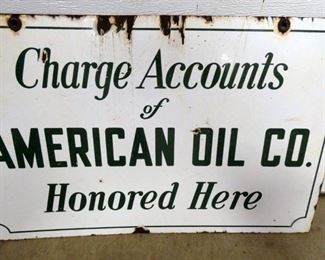 Charge Accounts
of
AMERICAN OIL CO.
Honored Here